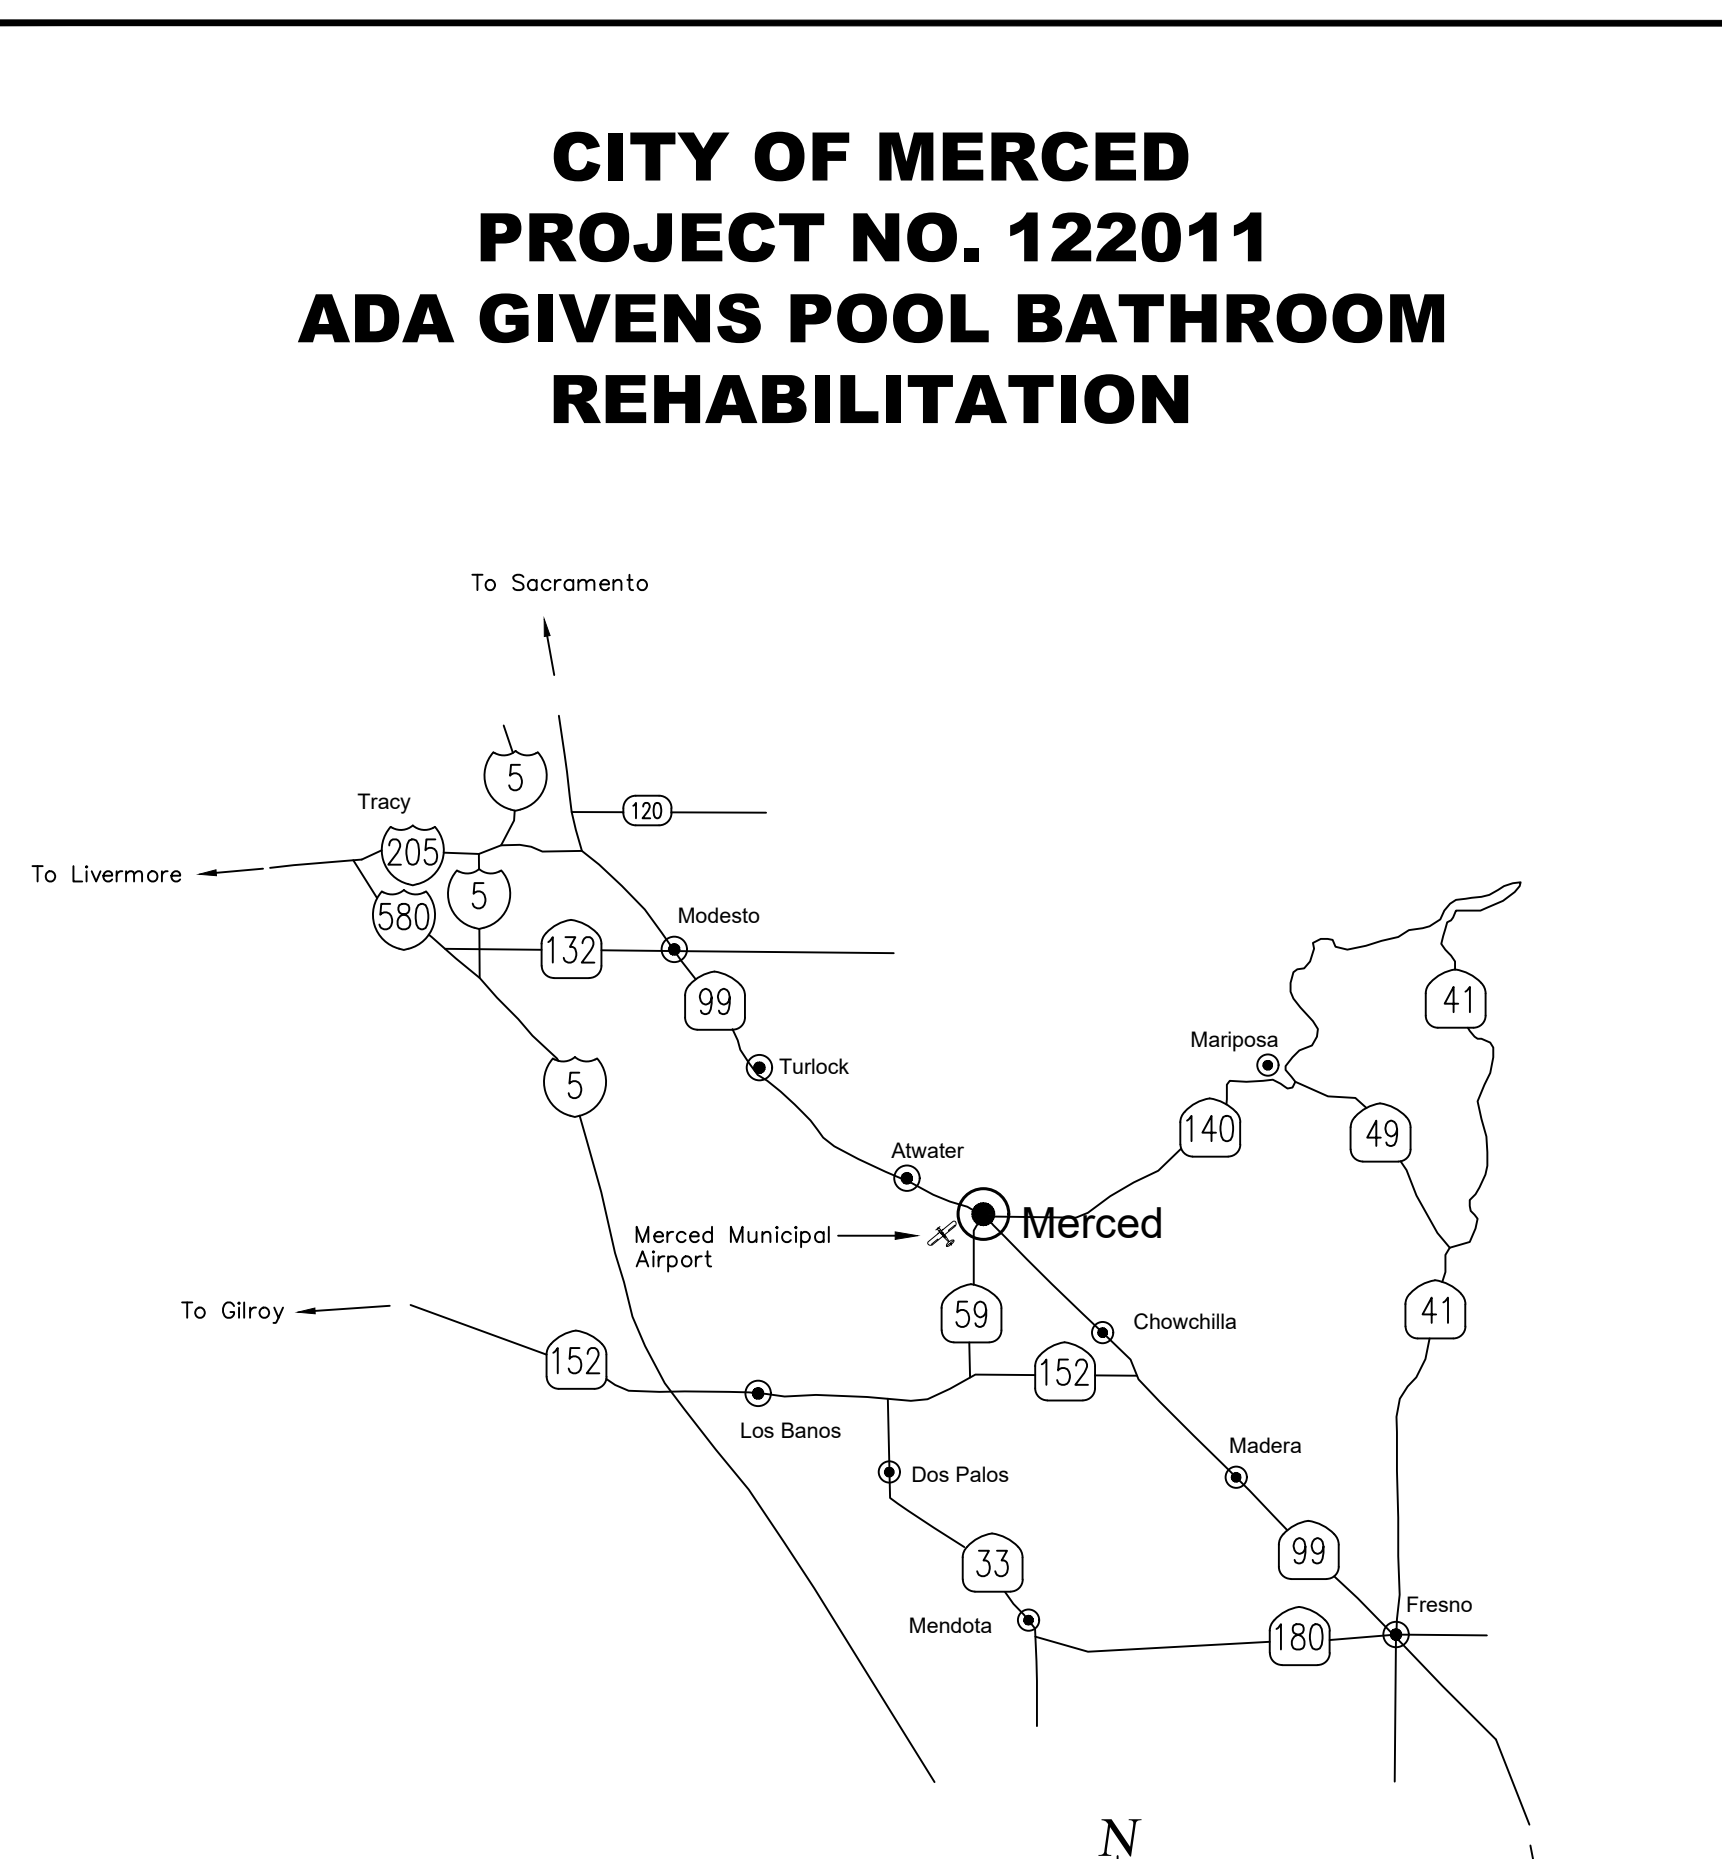 CITY OF MERCED
PROJECT NO. 122011
ADA GIVENS POOL BATHROOM
REHABILITATION
To Sacramento
5
Tracy
120
205
To Livermore
5
580
Modesto
132
99
41
Mariposa
Turlock
5
140
49
Atwater
Merced
Merced Municipal
Airport
To Gilroy
59
41
Chowchilla
152
152
Los Banos
Madera
Dos Palos
99
33
Fresno
Mendota
180
N